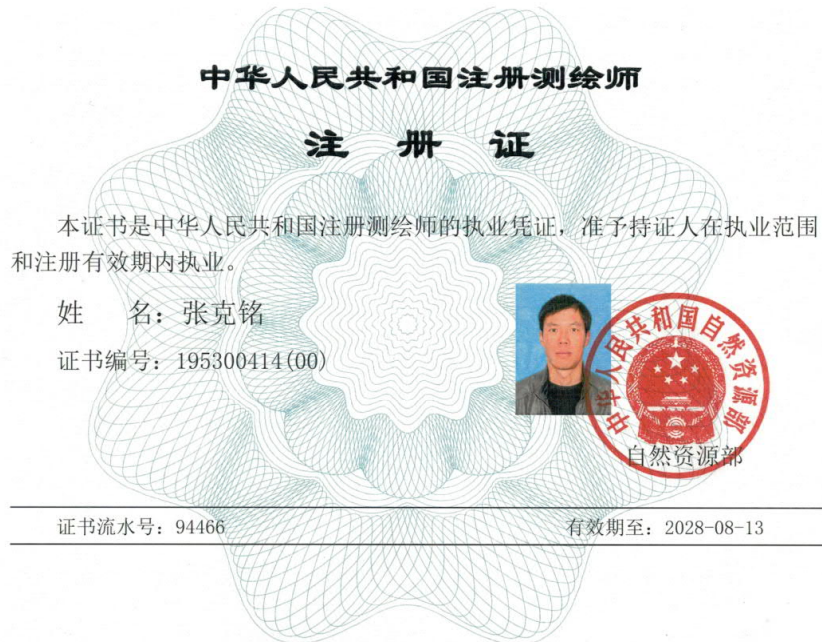 中华人民共和国注册测绘师
注 册 证
本证书是中华人民共和国注册测绘师的执业凭证，准予持证人在执业范围
和注册有效期内执业。
姓 名：张克铭
证书编号：195300414(00)
中华人民共和国自然资源部
自然资源部
证书流水号：94466
有效期至：2028-08-13